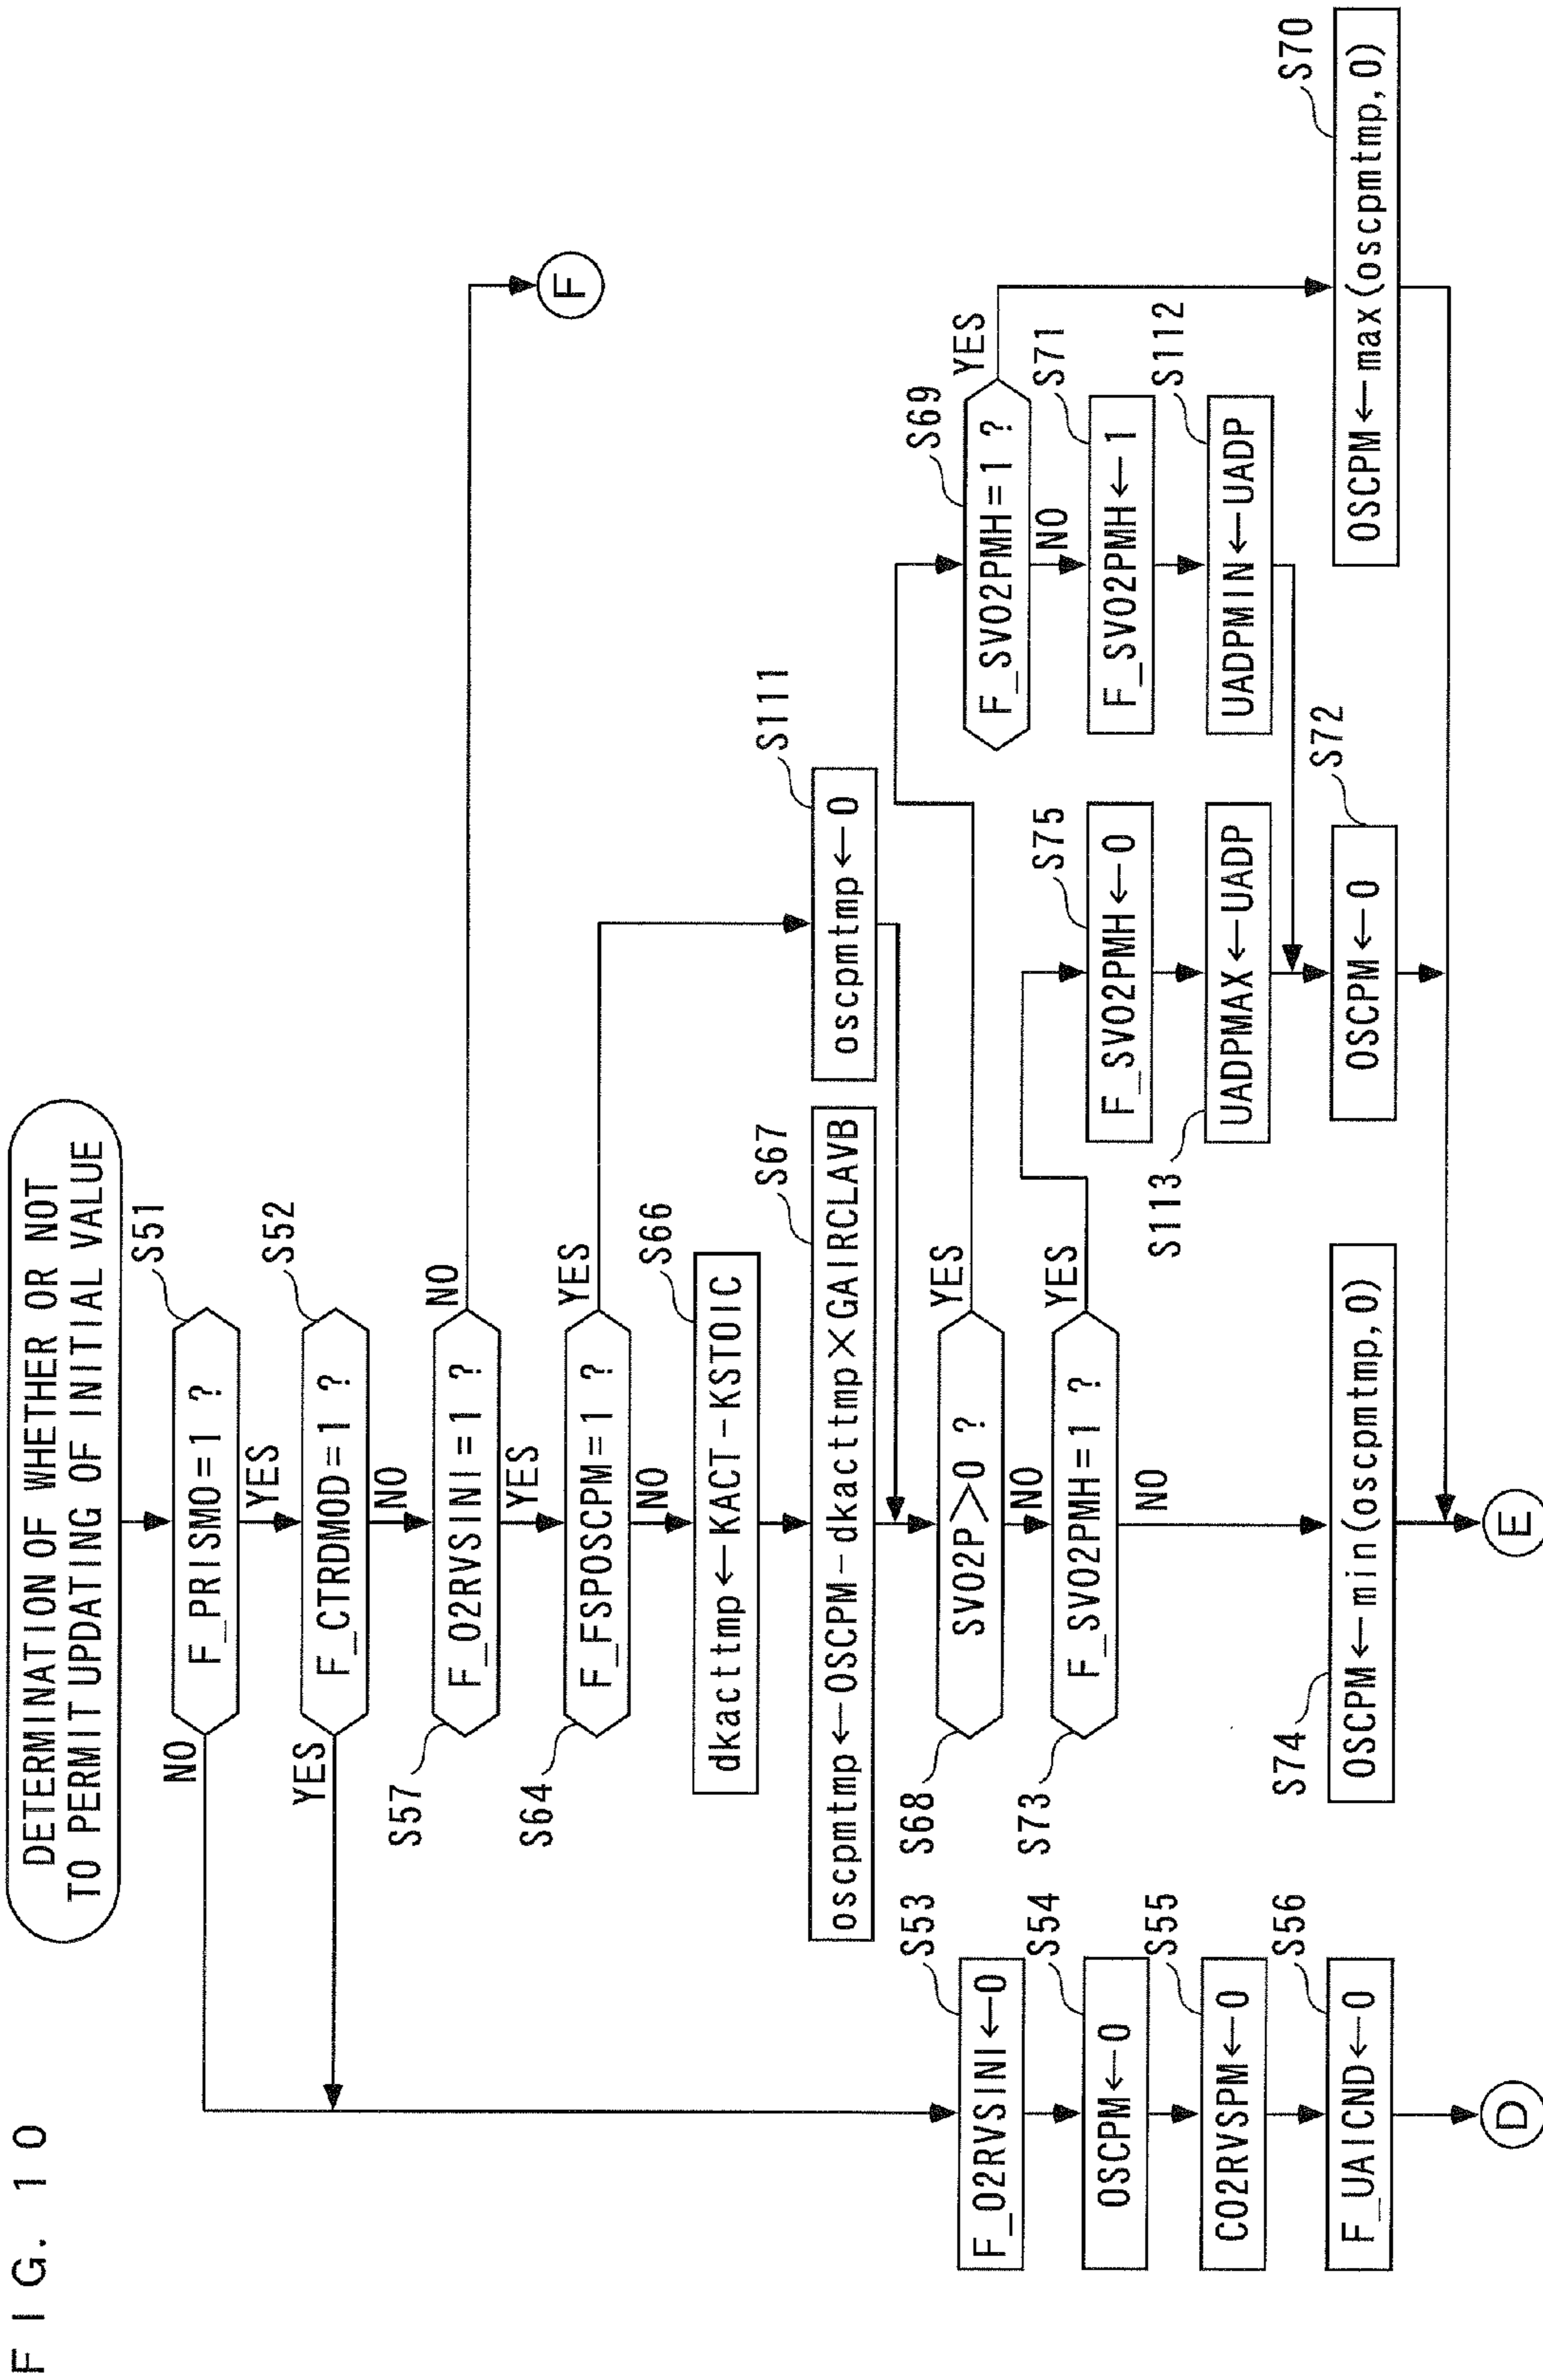 F I G. 1 0
DETERMINATION OF WHETHER OR NOT
TO PERMIT UPDATING OF INITIAL VALUE
S51
F_PRISMO=1 ?
NO
YES
S52
F_CTRDMOD=1 ?
YES
NO
S57
F_O2RVSINI=1 ?
NO
YES
F
S64
F_FSPOSCPM=1 ?
YES
NO
S66
dkacttmp←KACT-KSTOIC
S67
oscpmtmp←OSCPM-dkacttmp×GAIRCLAVB
S111
oscpmtmp←0
S68
SVO2P>0 ?
YES
NO
S69
F_SVO2PMH=1 ?
YES
NO
S73
F_SVO2PMH=1 ?
YES
NO
S71
F_SVO2PMH←1
S75
F_SVO2PMH←0
S112
UADPMIN←UADP
S113
UADPMAX←UADP
S70
OSCPM←max(oscpmtmp,0)
S72
OSCPM←0
S74
OSCPM←min(oscpmtmp,0)
E
S53
F_O2RVSINI←0
S54
OSCPM←0
S55
CO2RVSPM←0
S56
F_UAICND←0
D